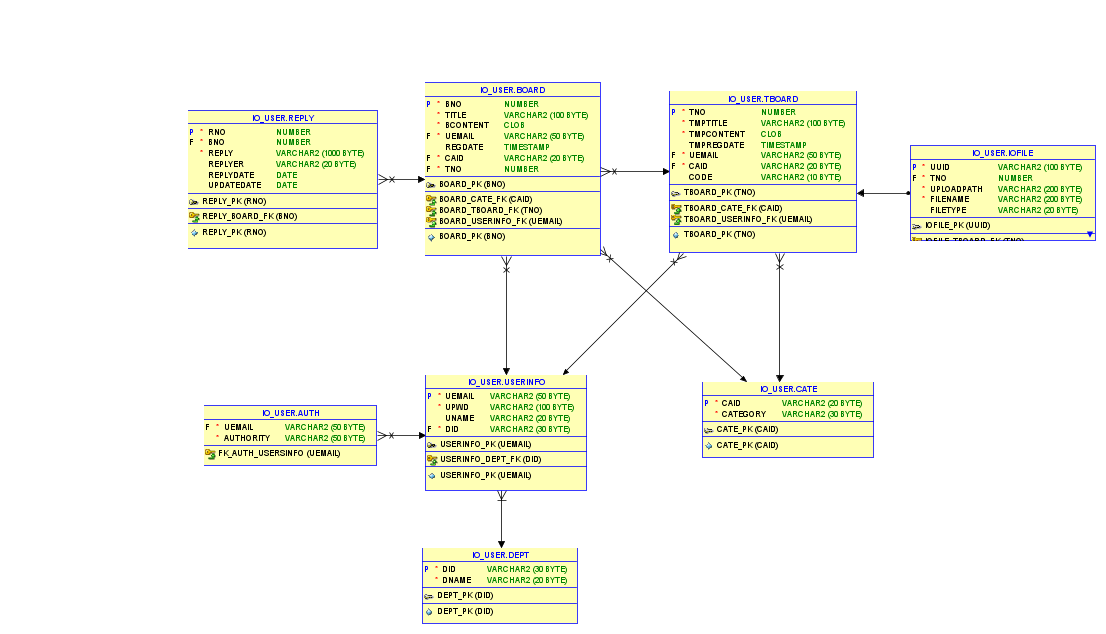 IO_USER.REPLY
P * RNO NUMBER
F * BNO NUMBER
* REPLY VARCHAR2 (1000 BYTE)
REPLYER VARCHAR2 (20 BYTE)
REPLYDATE DATE
UPDATEDATE DATE
REPLY_PK (RNO)
REPLY_BOARD_FK (BNO)
REPLY_PK (RNO)
IO_USER.BOARD
P * BNO NUMBER
* TITLE VARCHAR2 (100 BYTE)
* BCONTENT CLOB
F * UEMAIL VARCHAR2 (50 BYTE)
REGDATE TIMESTAMP
F * CAID VARCHAR2 (20 BYTE)
F * TNO NUMBER
BOARD_PK (BNO)
BOARD_CATE_FK (CAID)
BOARD_TBOARD_FK (TNO)
BOARD_USERINFO_FK (UEMAIL)
BOARD_PK (BNO)
IO_USER.TBOARD
P * TNO NUMBER
* TMPTITLE VARCHAR2 (100 BYTE)
* TMPCONTENT CLOB
TMPREGDATE TIMESTAMP
F * UEMAIL VARCHAR2 (50 BYTE)
F * CAID VARCHAR2 (20 BYTE)
CODE VARCHAR2 (10 BYTE)
TBOARD_PK (TNO)
TBOARD_CATE_FK (CAID)
TBOARD_USERINFO_FK (UEMAIL)
TBOARD_PK (TNO)
IO_USER.IOFILE
P * UUID VARCHAR2 (100 BYTE)
F * TNO NUMBER
* UPLOADPATH VARCHAR2 (200 BYTE)
* FILENAME VARCHAR2 (200 BYTE)
FILETYPE VARCHAR2 (20 BYTE)
IOFILE_PK (UUID)
IOFILE_TBOARD_FK (TNO)
IO_USER.AUTH
F * UEMAIL VARCHAR2 (50 BYTE)
* AUTHORITY VARCHAR2 (50 BYTE)
FK_AUTH_USERSINFO (UEMAIL)
IO_USER.USERINFO
P * UEMAIL VARCHAR2 (50 BYTE)
* UPWD VARCHAR2 (100 BYTE)
UNAME VARCHAR2 (20 BYTE)
F * DID VARCHAR2 (30 BYTE)
USERINFO_PK (UEMAIL)
USERINFO_DEPT_FK (DID)
USERINFO_PK (UEMAIL)
IO_USER.CATE
P * CAID VARCHAR2 (20 BYTE)
* CATEGORY VARCHAR2 (30 BYTE)
CATE_PK (CAID)
CATE_PK (CAID)
IO_USER.DEPT
P * DID VARCHAR2 (30 BYTE)
* DNAME VARCHAR2 (20 BYTE)
DEPT_PK (DID)
DEPT_PK (DID)